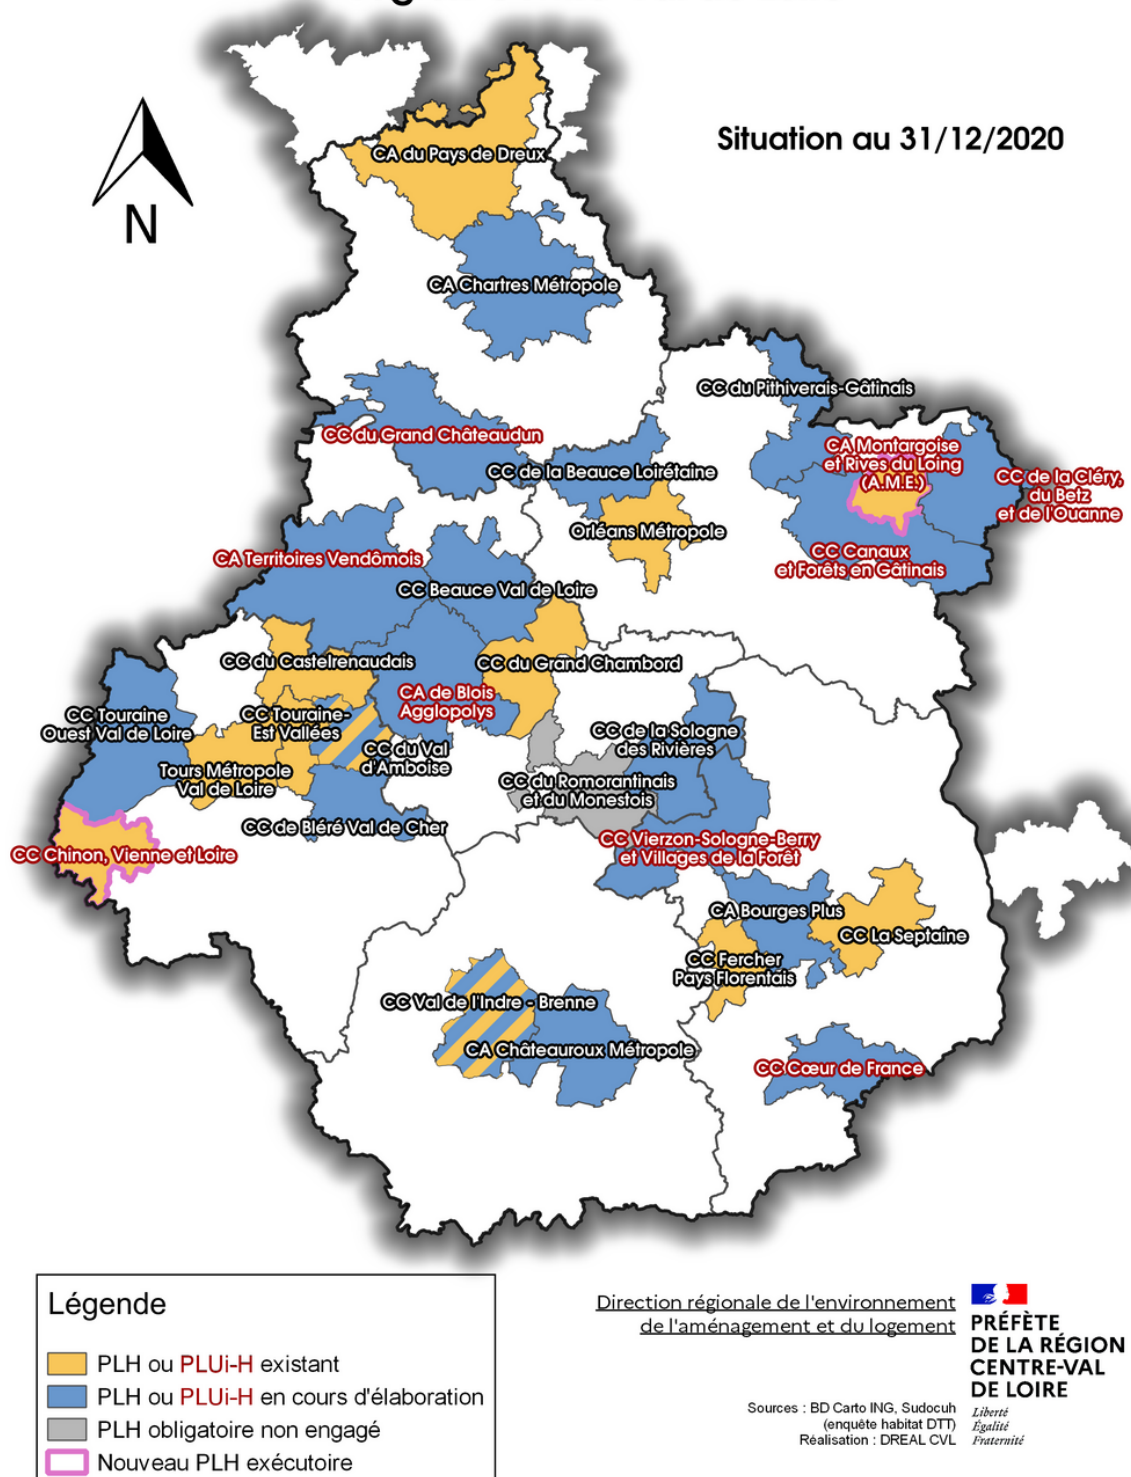 Situation au 31/12/2020
N
CA du Pays de Dreux
CA Chartres Métropole
CC du Pithiverais-Gâtinais
CC du Grand Châteaudun
CA Montargoise
et Rives du Loing
(A.M.E.)
CC de la Beauce Loirétaine
CC de la Cléry,
du Betz
et de l'Ouanne
Orléans Métropole
CA Territoires Vendômois
CC Canaux
et Forêts en Gâtinais
CC Beauce Val de Loire
CC du Castelrenaudais
CC du Grand Chambord
CA de Blois
Agglopolys
CC Touraine
Ouest Val de Loire
CC Touraine-
Est Vallées
CC de la Sologne
des Rivières
CC du Val
d'Amboise
Tours Métropole
Val de Loire
CC du Romorantinais
et du Monestois
CC de Bléré Val de Cher
CC Vierzon-Sologne-Berry
et Villages de la Forêt
CC Chinon, Vienne et Loire
CA Bourges Plus
CC La Septaine
CC Fercher
Pays Florentais
CC Val de l'Indre - Brenne
CA Châteauroux Métropole
CC Cœur de France
Légende
PLH ou PLUi-H existant
PLH ou PLUi-H en cours d'élaboration
PLH obligatoire non engagé
Nouveau PLH exécutoire
Direction régionale de l'environnement
de l'aménagement et du logement
PRÉFÈTE
DE LA RÉGION
CENTRE-VAL
DE LOIRE
Liberté
Égalité
Fraternité
Sources : BD Carto ING, Sudocuh
(enquête habitat DTT)
Réalisation : DREAL CVL